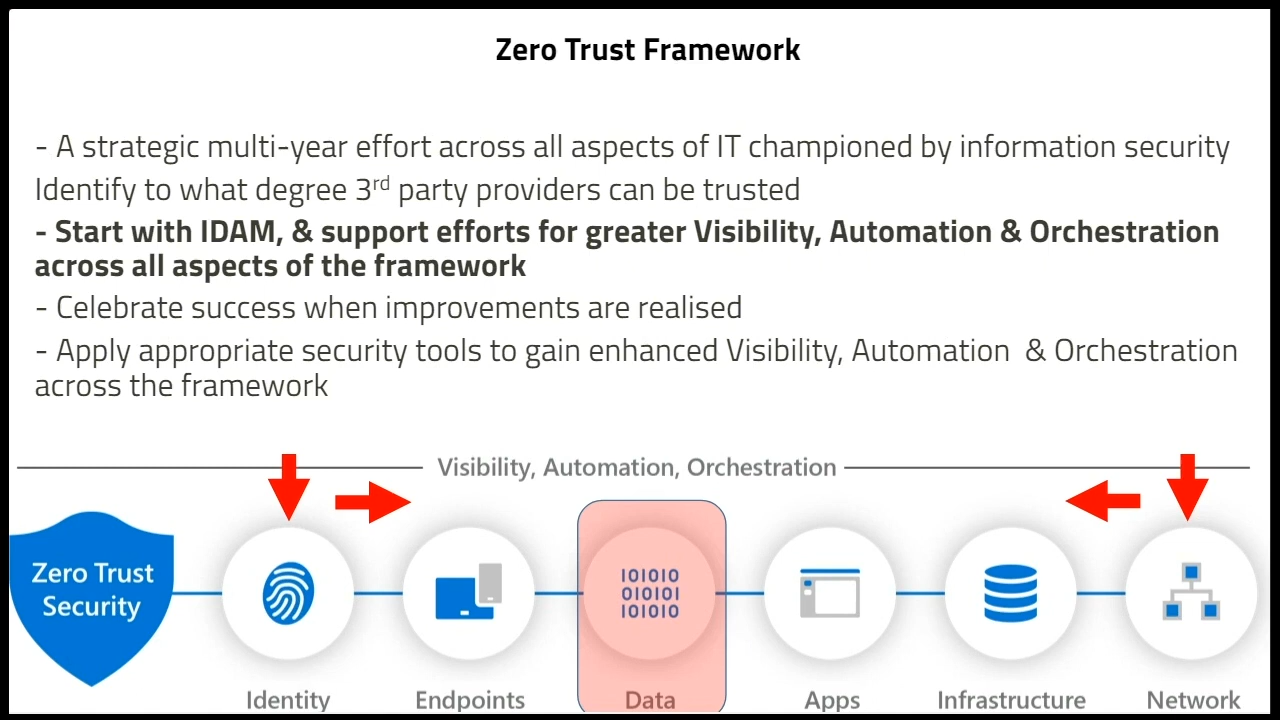 Zero Trust Framework
- A strategic multi-year effort across all aspects of IT championed by information security
Identify to what degree 3rd party providers can be trusted
- Start with IDAM, & support efforts for greater Visibility, Automation & Orchestration
across all aspects of the framework
- Celebrate success when improvements are realised
- Apply appropriate security tools to gain enhanced Visibility, Automation & Orchestration
across the framework
Visibility, Automation, Orchestration
Zero Trust
Security
101010
010101
101010
Identity
Endpoints
Data
Apps
Infrastructure
Network